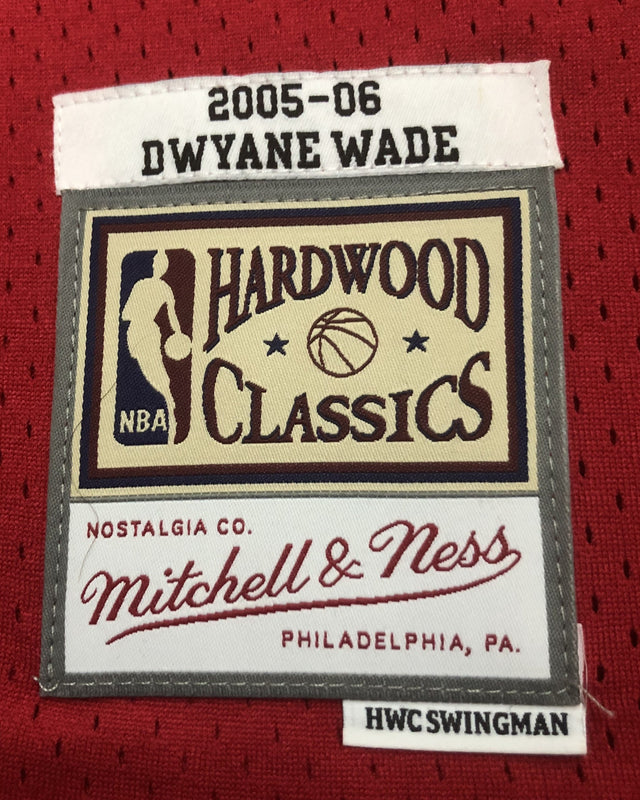 2005-06
DWYANE WADE
HARDWOOD
CLASSICS
NBA
NOSTALGIA CO.
Mitchell & Ness
PHILADELPHIA, PA.
HWC SWINGMAN